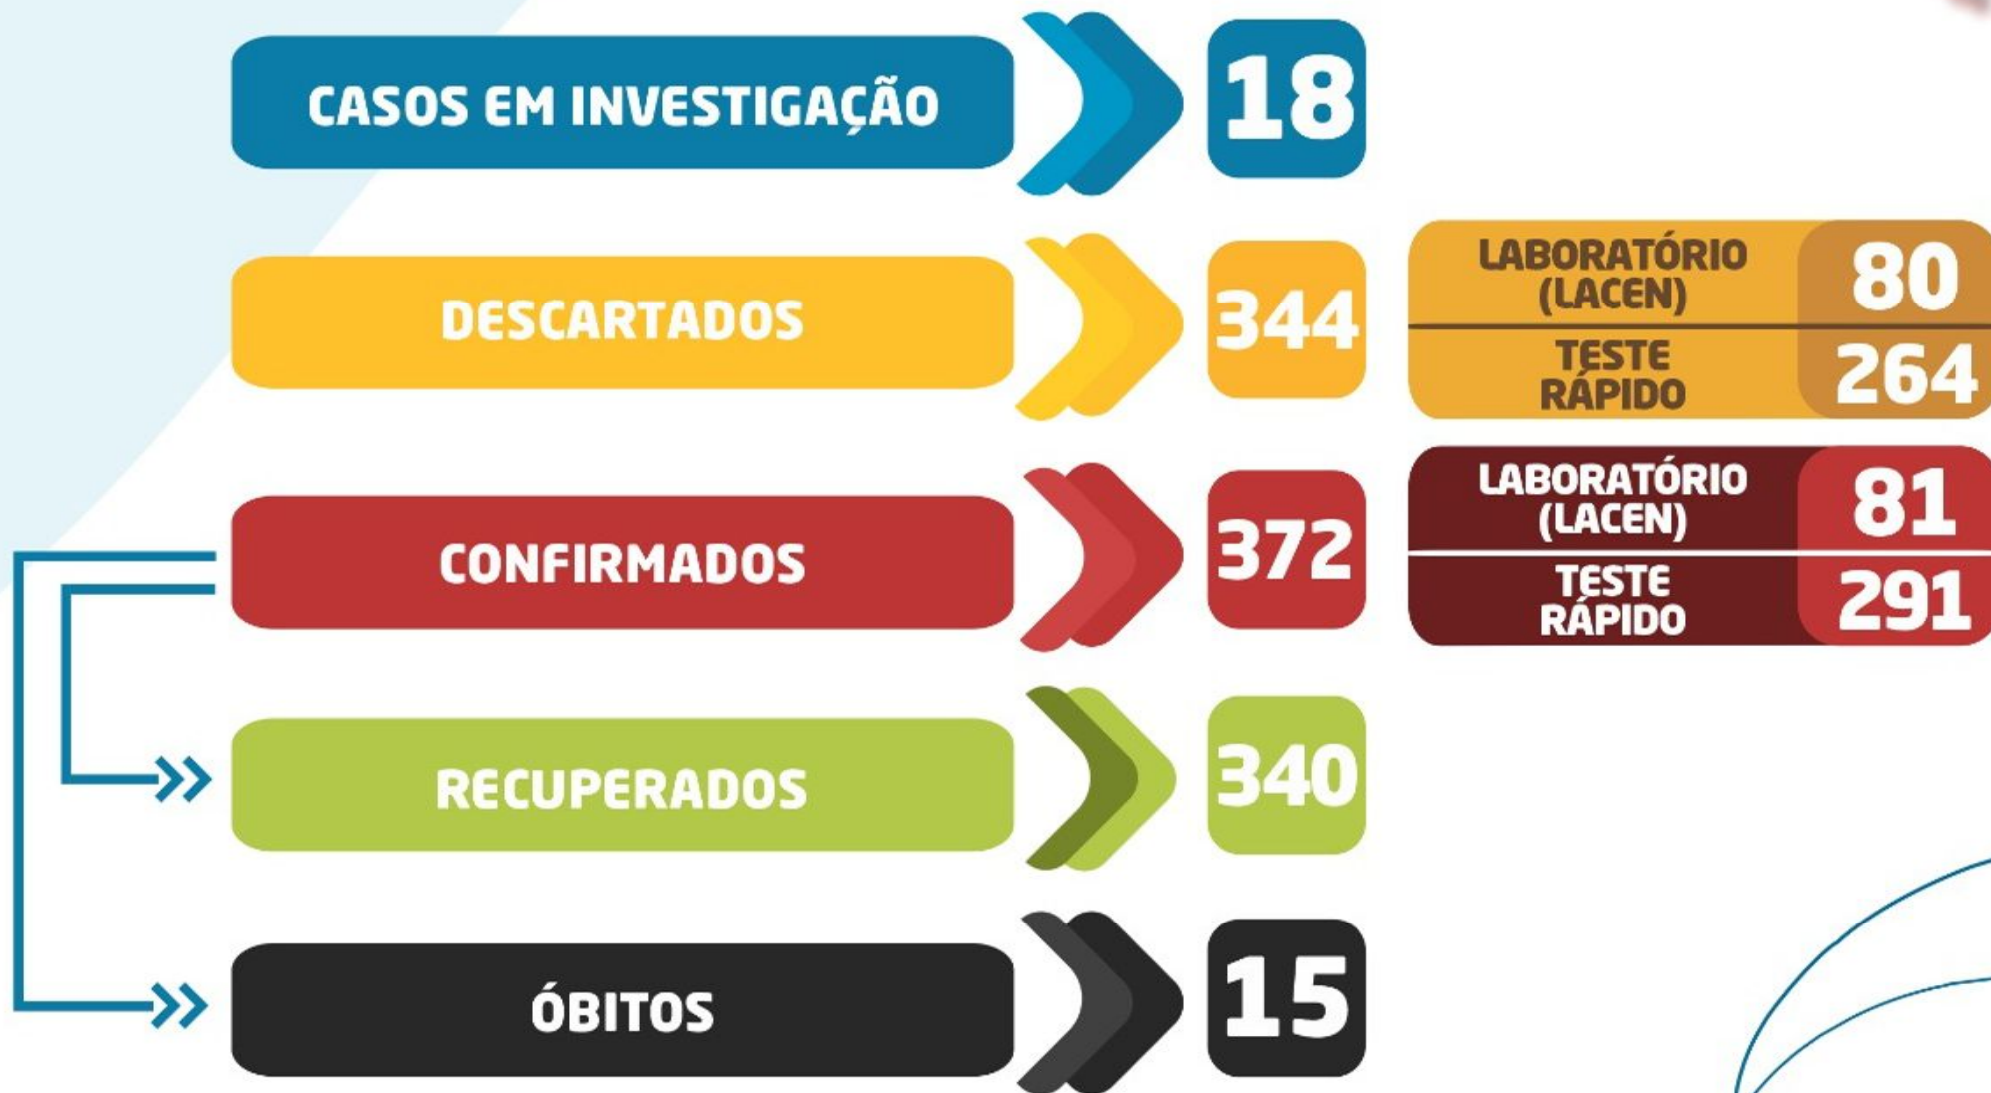 CASOS EM INVESTIGAÇÃO
18
DESCARTADOS
344
LABORATÓRIO
(LACEN)
80
TESTE
RÁPIDO
264
CONFIRMADOS
372
LABORATÓRIO
(LACEN)
81
TESTE
RÁPIDO
291
RECUPERADOS
340
ÓBITOS
15